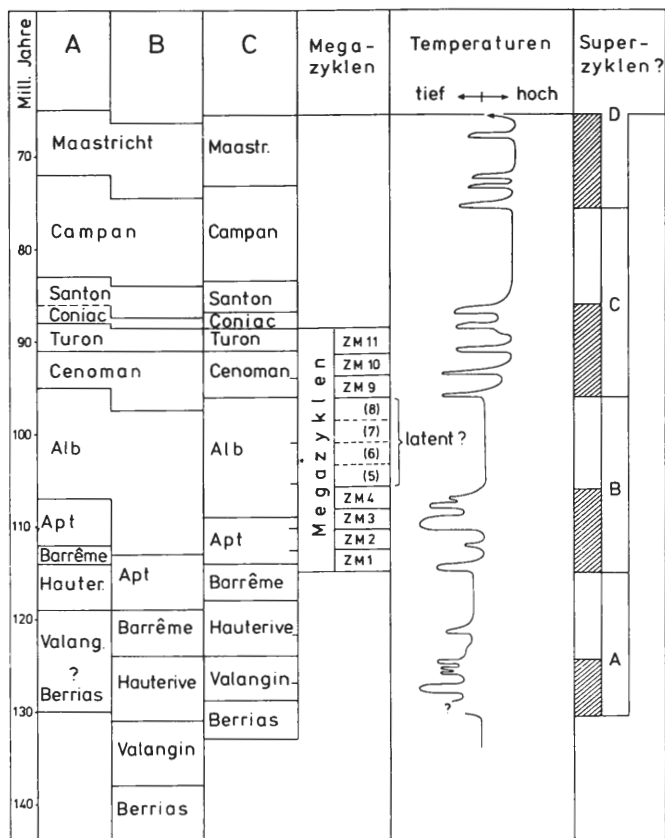 Mill. Jahre
A
B
C
Mega-
zyklen
Temperaturen
tief
hoch
Super-
zyklen?
D
Maastricht
Maastr.
70
Campan
Campan
80
Santon
Santon
C
Coniac
Coniac
Turon
Turon
90
ZM 11
Cenoman
Cenoman
ZM 10
ZM 9
Megazyklen
(8)
(7)
(6)
(5)
latent?
100
Alb
Alb
B
ZM 4
ZM 3
ZM 2
ZM 1
110
Apt
Apt
Barrême
Hauter.
Apt
Barrême
120
Valang.
?
Berrias
Barrême
Hauterive
A
Hauterive
Valangin
?
130
Berrias
Valangin
140
Berrias